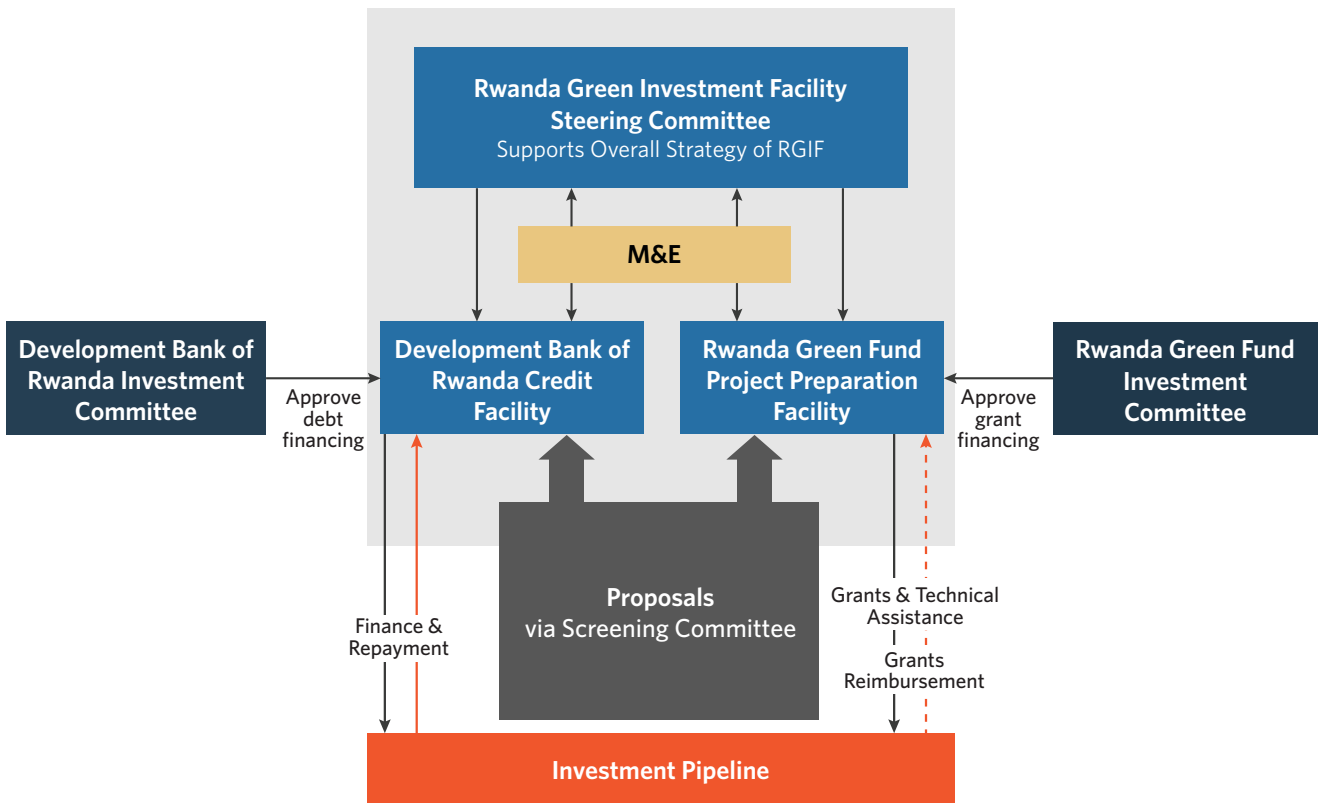 Rwanda Green Investment Facility
Steering Committee
Supports Overall Strategy of RGIF
M&E
Development Bank of
Rwanda Investment
Committee
Approve
debt
financing
Development Bank of
Rwanda Credit
Facility
Rwanda Green Fund
Project Preparation
Facility
Approve
grant
financing
Rwanda Green Fund
Investment
Committee
Proposals
via Screening Committee
Finance &
Repayment
Grants & Technical
Assistance
Grants
Reimbursement
Investment Pipeline